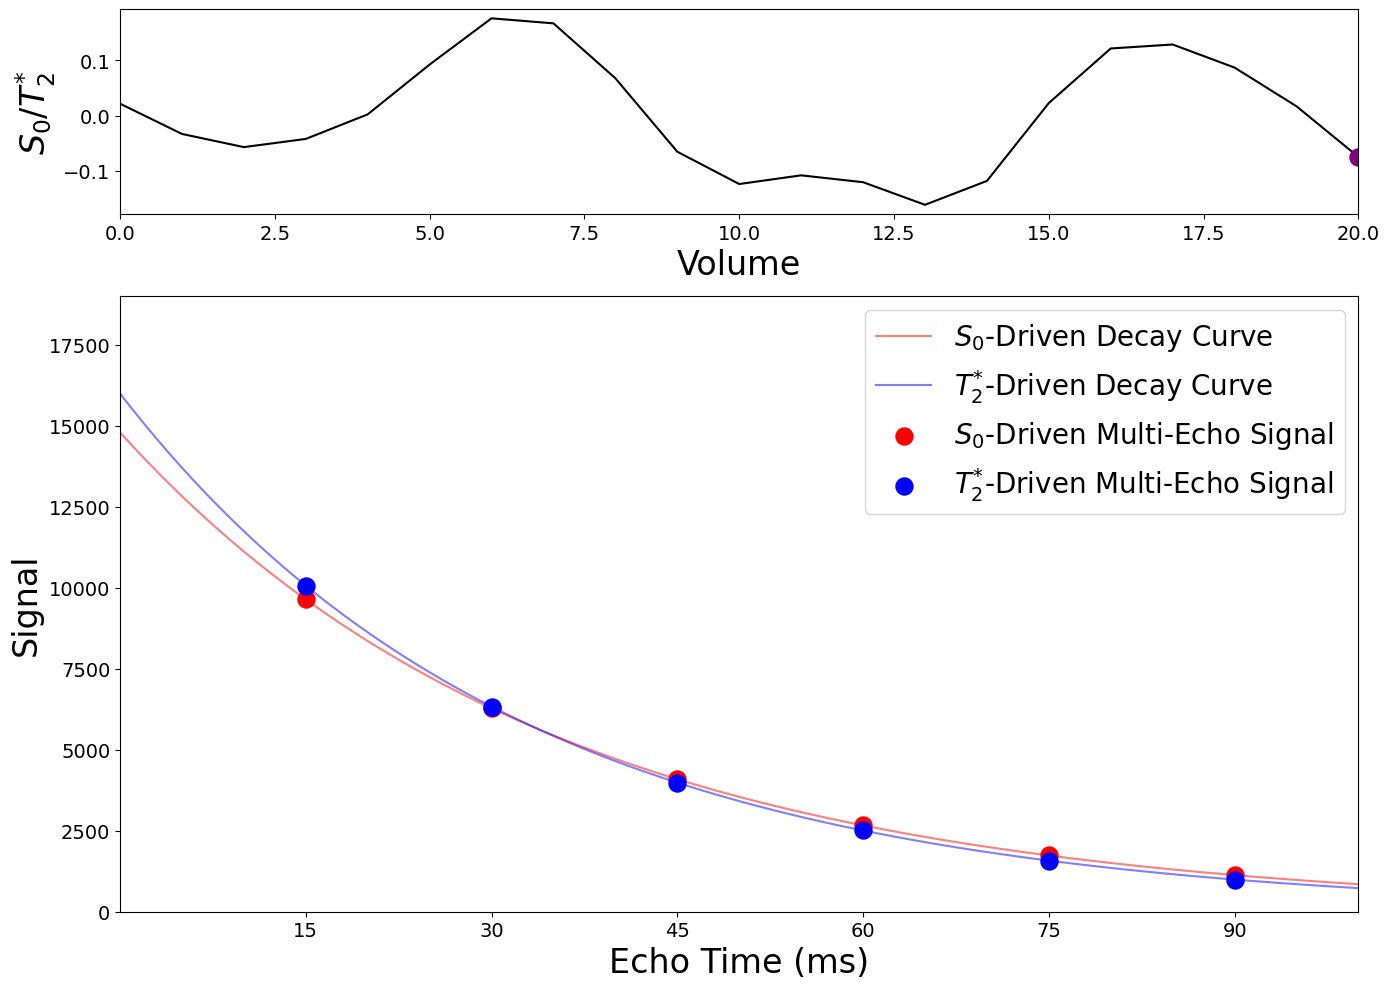 0.1
0.0
−0.1
S₀/T₂*
0.0 2.5 5.0 7.5 10.0 12.5 15.0 17.5 20.0
Volume
17500
15000
12500
10000
7500
5000
2500
0
Signal
S₀-Driven Decay Curve
T₂*-Driven Decay Curve
S₀-Driven Multi-Echo Signal
T₂*-Driven Multi-Echo Signal
15 30 45 60 75 90
Echo Time (ms)